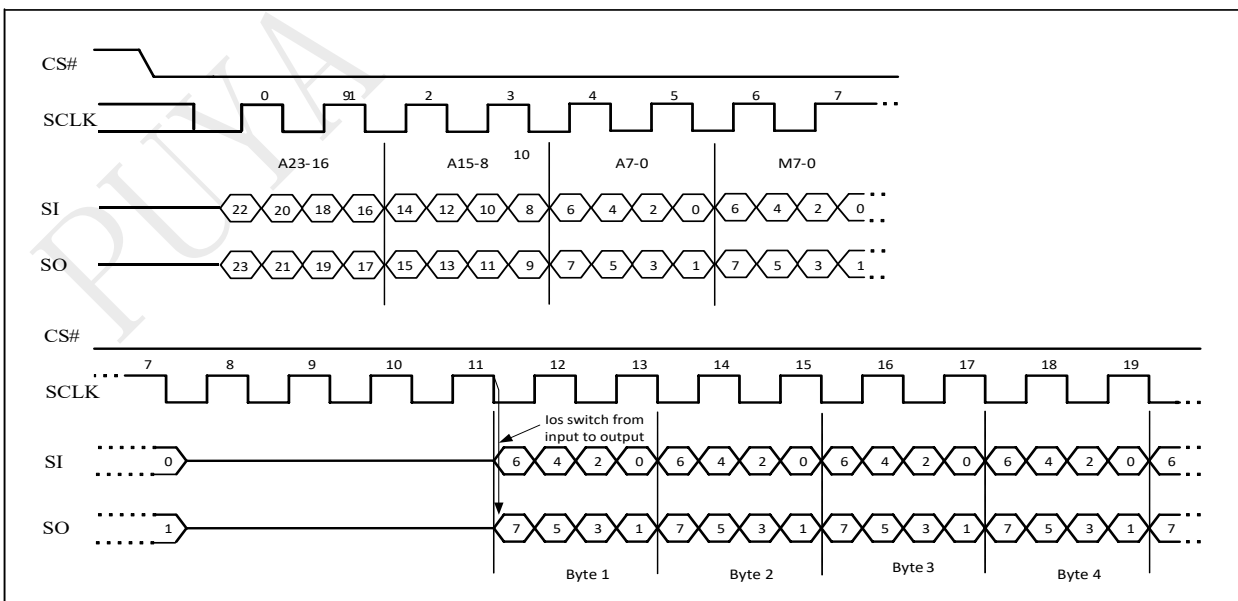 PUYA
CS#
0 91 2 3 4 5 6 7
SCLK
A23-16 A15-8 10 A7-0 M7-0
SI 22 20 18 16 14 12 10 8 6 4 2 0 6 4 2 0
SO 23 21 19 17 15 13 11 9 7 5 3 1 7 5 3 1
CS#
7 8 9 10 11 12 13 14 15 16 17 18 19
SCLK
Ios switch from
input to output
SI 0 6 4 2 0 6 4 2 0 6 4 2 0 6 4 2 0 6
SO 1 7 5 3 1 7 5 3 1 7 5 3 1 7 5 3 1 7
Byte 1 Byte 2 Byte 3 Byte 4